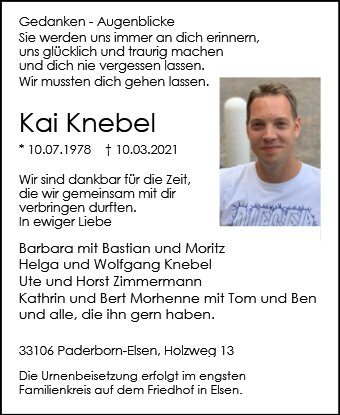 Gedanken - Augenblicke
Sie werden uns immer an dich erinnern,
uns glücklich und traurig machen
und dich nie vergessen lassen.
Wir mussten dich gehen lassen.
Kai Knebel
* 10.07.1978 † 10.03.2021
Wir sind dankbar für die Zeit,
die wir gemeinsam mit dir
verbringen durften.
In ewiger Liebe
Barbara mit Bastian und Moritz
Helga und Wolfgang Knebel
Ute und Horst Zimmermann
Kathrin und Bert Morhenne mit Tom und Ben
und alle, die ihn gern haben.
33106 Paderborn-Elsen, Holzweg 13
Die Urnenbeisetzung erfolgt im engsten
Familienkreis auf dem Friedhof in Elsen.